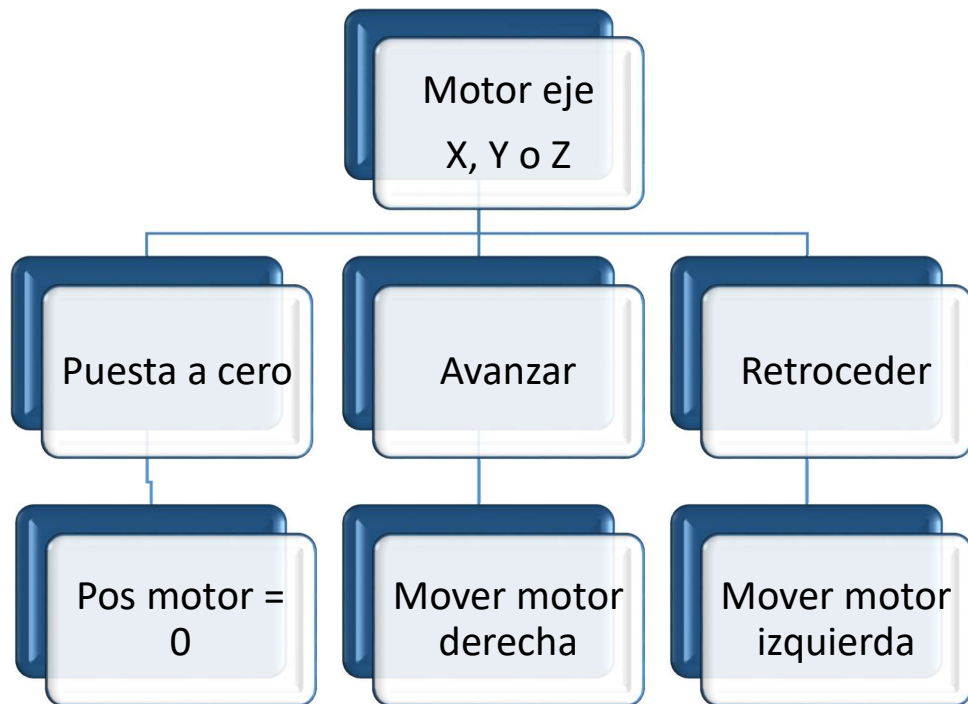 Motor eje
X, Y o Z
Puesta a cero
Avanzar
Retroceder
Pos motor =
0
Mover motor
derecha
Mover motor
izquierda